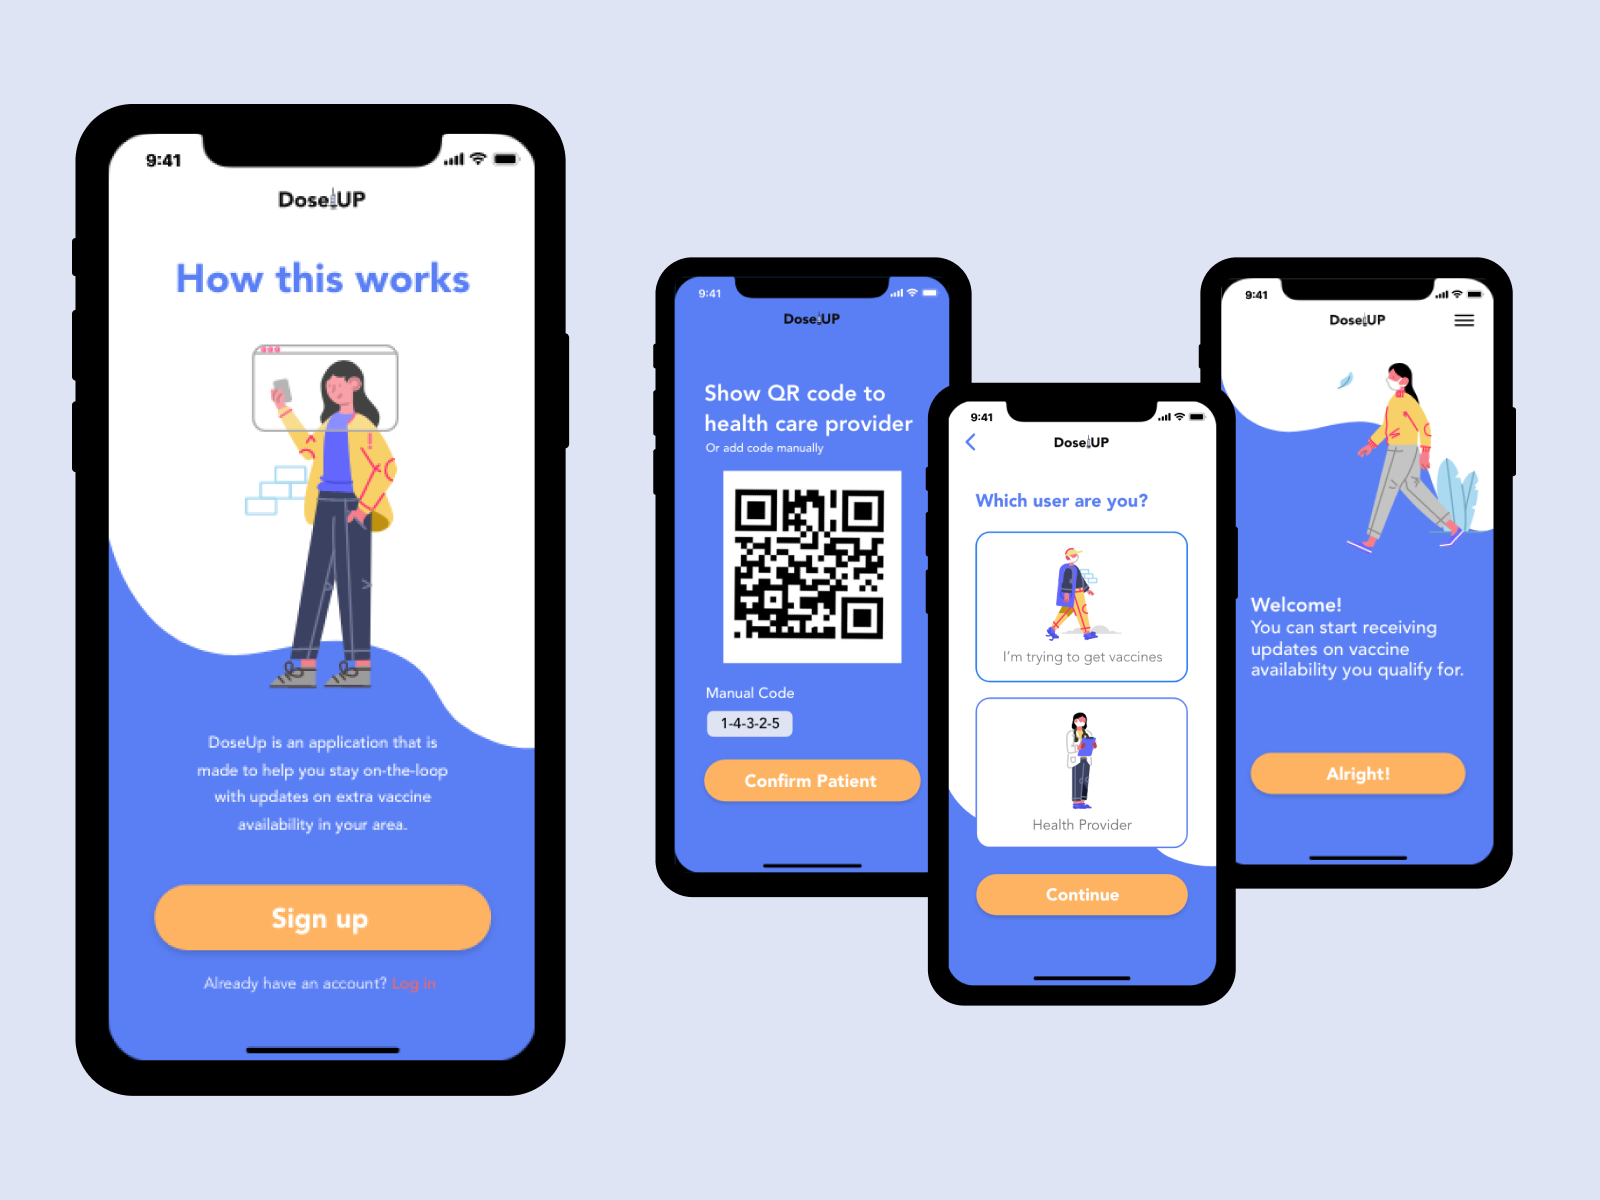 9:41
DoseUP
How this works
DoseUp is an application that is
made to help you stay on-the-loop
with updates on extra vaccine
availability in your area.
Sign up
Already have an account? Log in
9:41
DoseUP
Show QR code to
health care provider
Or add code manually
Manual Code
1-4-3-2-5
Confirm Patient
9:41
DoseUP
Which user are you?
I'm trying to get vaccines
Health Provider
Continue
9:41
DoseUP
Welcome!
You can start receiving
updates on vaccine
availability you qualify for.
Alright!